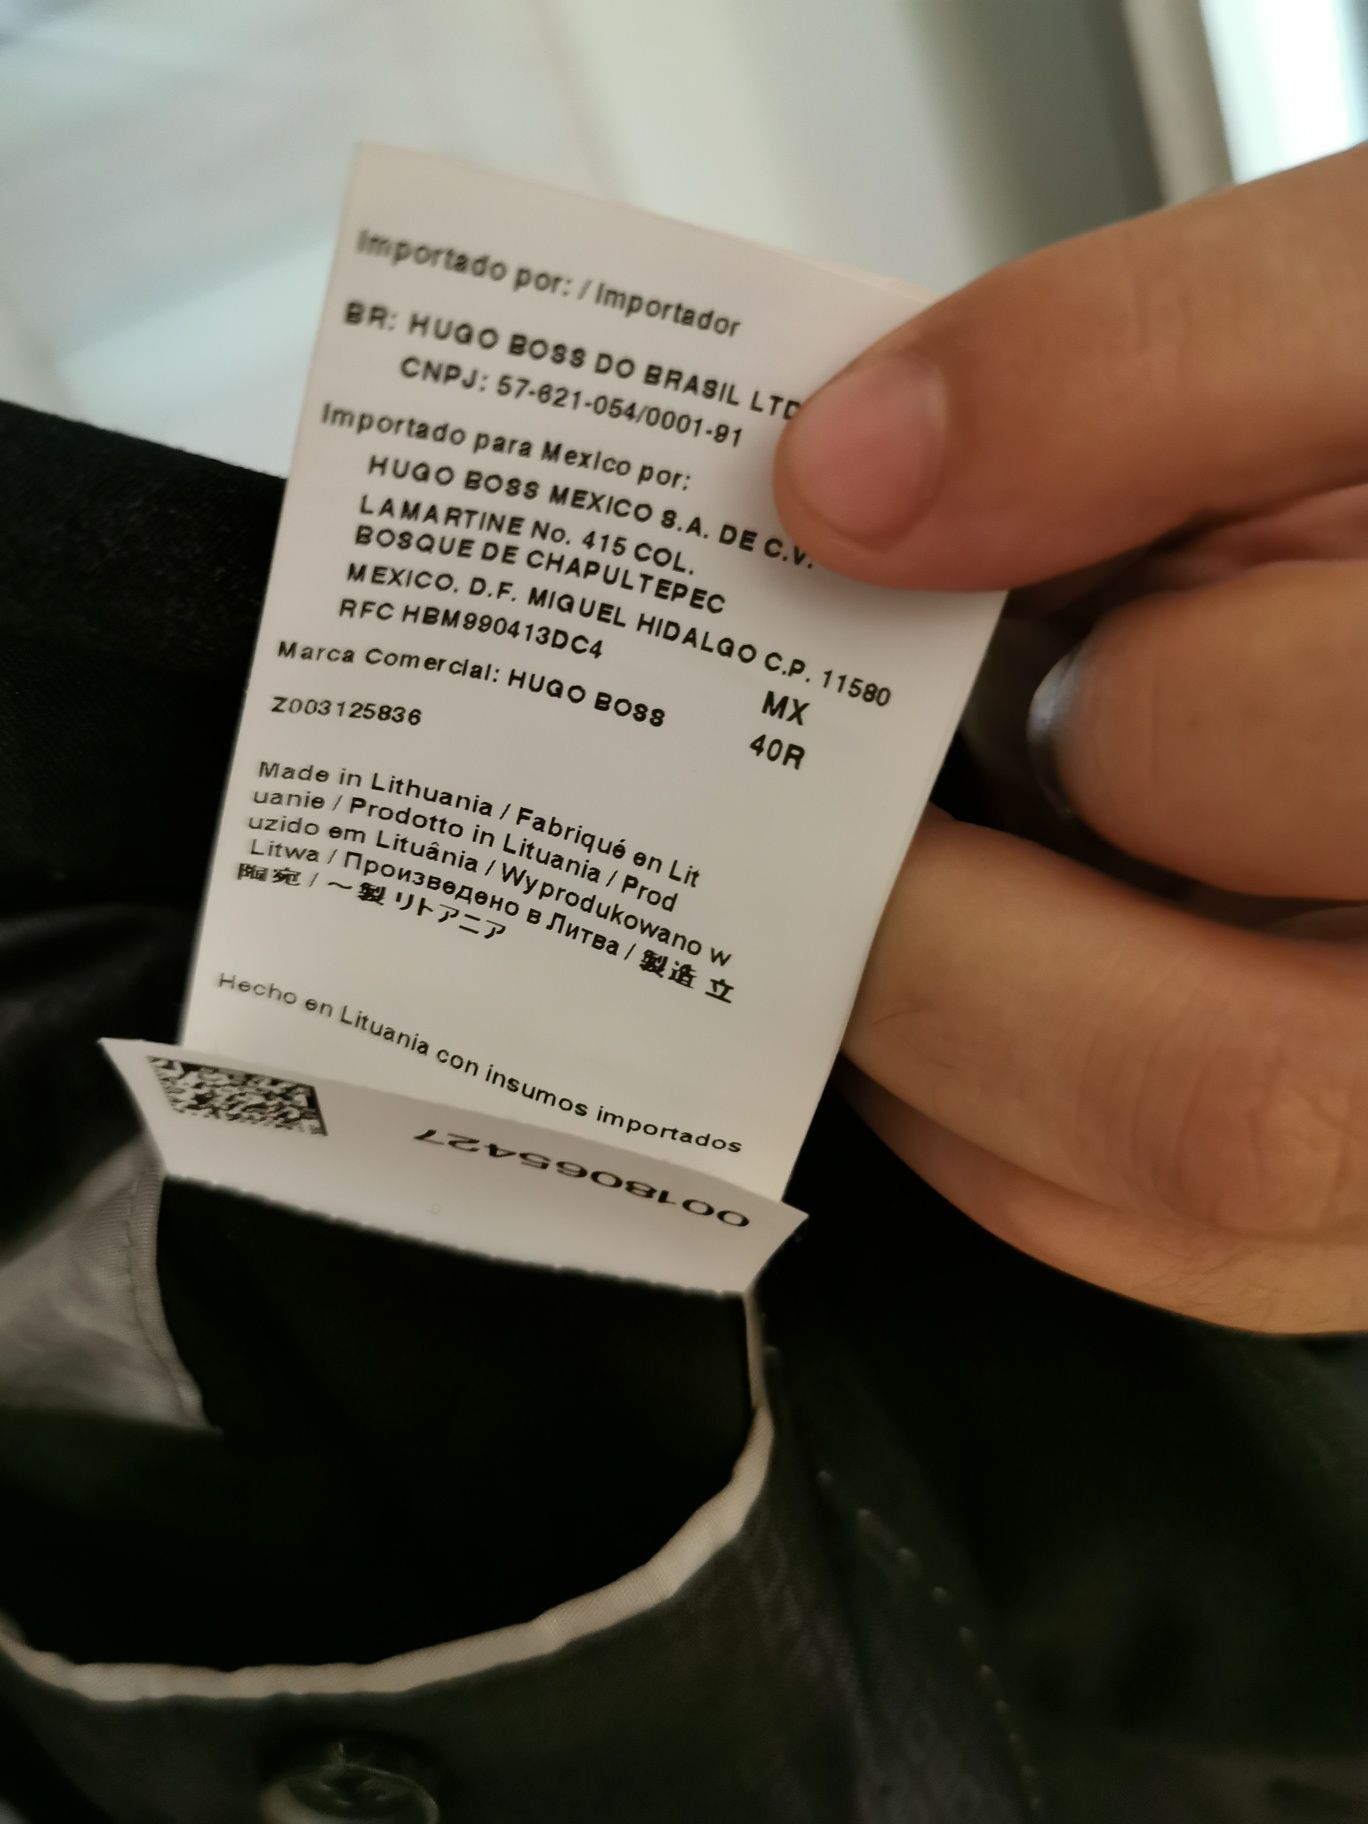 Importado por: / Importador
BR: HUGO BOSS DO BRASIL LTD
CNPJ: 57-621-054/0001-91
Importado para Mexico por:
HUGO BOSS MEXICO S.A. DE C.V.
LAMARTINE No. 415 COL.
BOSQUE DE CHAPULTEPEC
MEXICO. D.F. MIGUEL HIDALGO C.P. 11580
RFC HBM990413DC4
Marca Comercial: HUGO BOSS
MX
40R
Z003125836
Made in Lithuania / Fabriqué en Lit
uanie / Prodotto in Lituania / Prod
uzido em Lituânia / Wyprodukowano w
Litwa / Произведено в Литва / 製造 立
陶宛 / ～製 リトアニア
Hecho en Lituania con insumos importados
0018065427